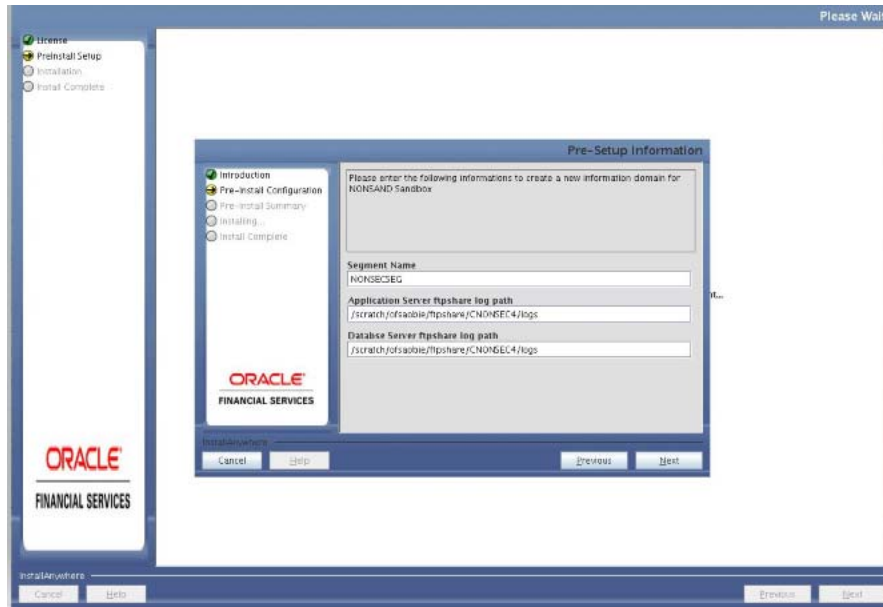 Please Wait
License
Preinstall Setup
Installation
Install Complete
Pre-Setup Information
Introduction
Pre-Install Configuration
Pre-Install Summary
Installing...
Install Complete
Please enter the following informations to create a new information domain for
NONSAND Sandbox
Segment Name
NONSECSEG
Application Server ftpshare log path
/scratch/ofsaobie/ftpshare/CNONSEC4/logs
Databse Server ftpshare log path
/scratch/ofsaobie/ftpshare/CNONSEC4/logs
ORACLE
FINANCIAL SERVICES
InstallAnywhere
Cancel
Help
Previous
Next
ORACLE
FINANCIAL SERVICES
InstallAnywhere
Cancel
Help
Previous
Next